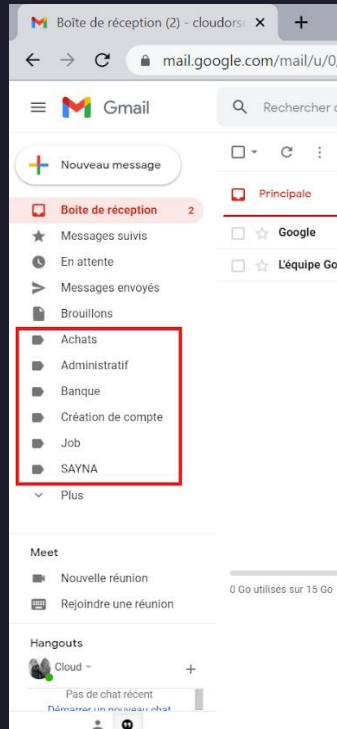 Boîte de réception (2) - cloudors
mail.google.com/mail/u/0
Gmail
Rechercher
Nouveau message
Principale
Boîte de réception 2
Google
Messages suivis
En attente
L'équipe Go
Messages envoyés
Brouillons
Achats
Administratif
Banque
Création de compte
Job
SAYNA
Plus
Meet
Nouvelle réunion
0 Go utilisés sur 15 Go
Rejoindre une réunion
Hangouts
Cloud
Pas de chat récent
Démarrer un nouveau chat